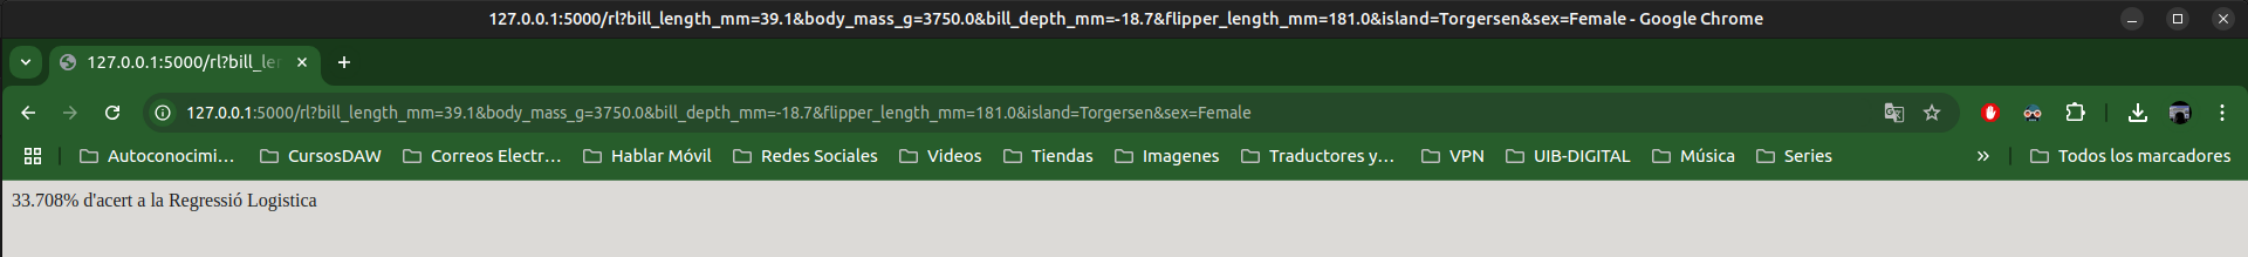 127.0.0.1:5000/rl?bill_length_mm=39.1&body_mass_g=3750.0&bill_depth_mm=-18.7&flipper_length_mm=181.0&island=Torgersen&sex=Female - Google Chrome
127.0.0.1:5000/rl?bill_ler
127.0.0.1:5000/rl?bill_length_mm=39.1&body_mass_g=3750.0&bill_depth_mm=-18.7&flipper_length_mm=181.0&island=Torgersen&sex=Female
Autoconocimi... CursosDAW Correos Electr... Hablar Móvil Redes Sociales Videos Tiendas Imagenes Traductores y... VPN UIB-DIGITAL Música Series » Todos los marcadores
33.708% d'acert a la Regressió Logistica